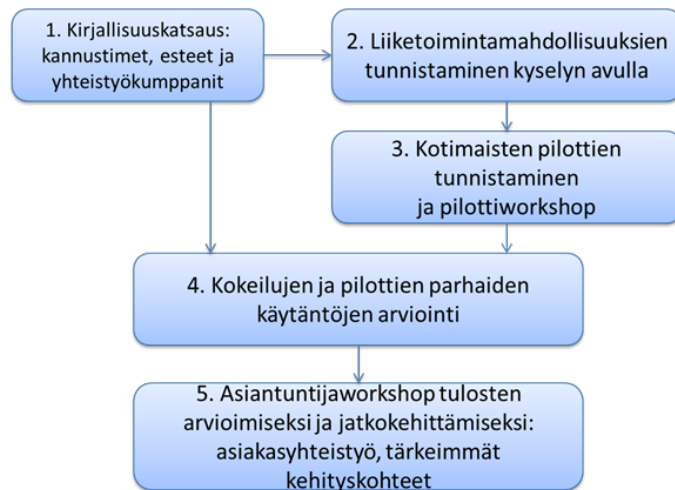 1. Kirjallisuuskatsaus:
kannustimet, esteet ja
yhteistyökumppanit
2. Liiketoimintamahdollisuuksien
tunnistaminen kyselyn avulla
3. Kotimaisten pilottien
tunnistaminen
ja pilottiworkshop
4. Kokeilujen ja pilottien parhaiden
käytäntöjen arviointi
5. Asiantuntijaworkshop tulosten
arvioimiseksi ja jatkokehittämiseksi:
asiakasyhteistyö, tärkeimmät
kehityskohteet